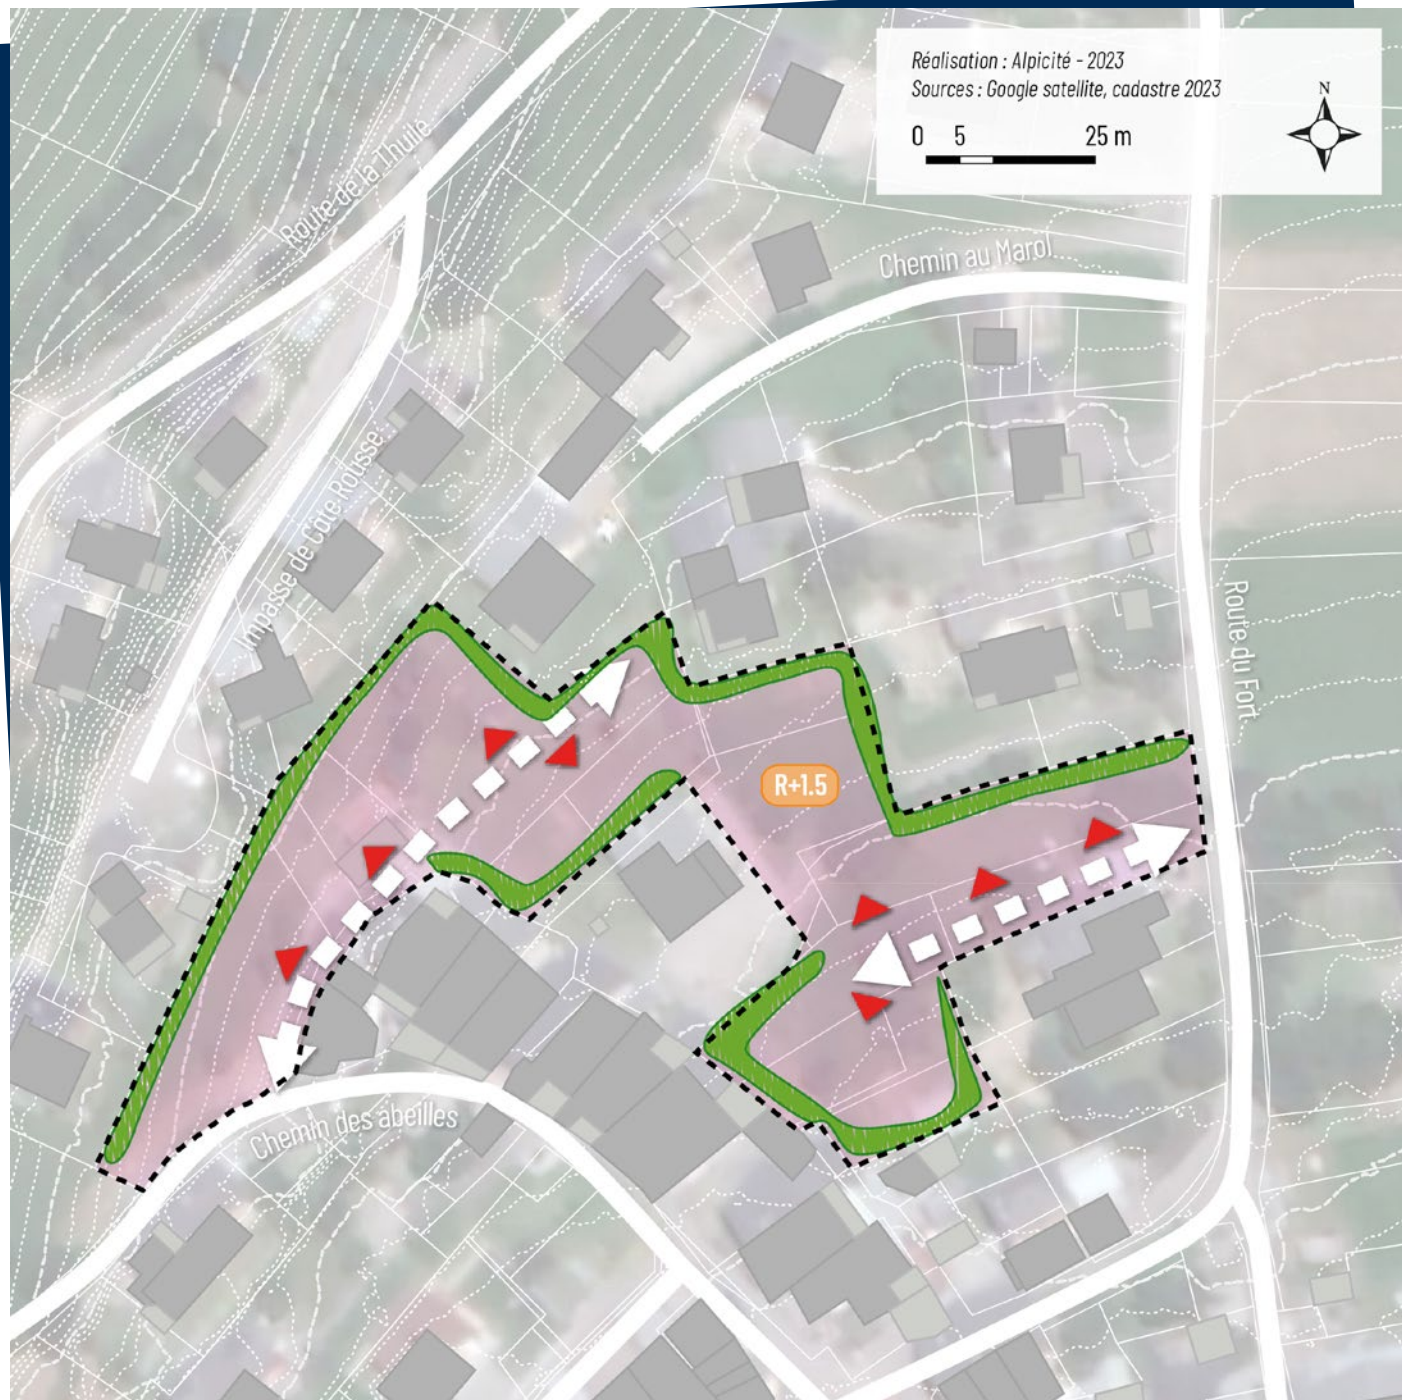 Réalisation : Alpicité - 2023
Sources : Google satellite, cadastre 2023
N
0 5 25 m
Route de la Thuile
Chemin au Marol
Impasse de Côte Rousse
Route du Fort
R+1.5
Chemin des abeilles